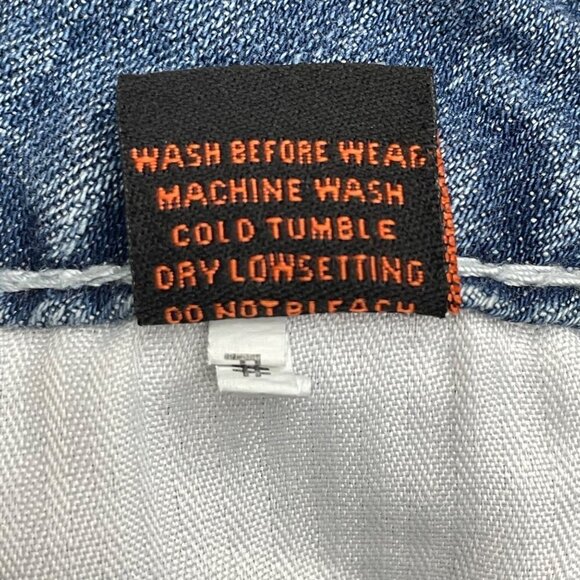 WASH BEFORE WEAR
MACHINE WASH
COLD TUMBLE
DRY LOWSETTING
DO NOT BLEACH
#